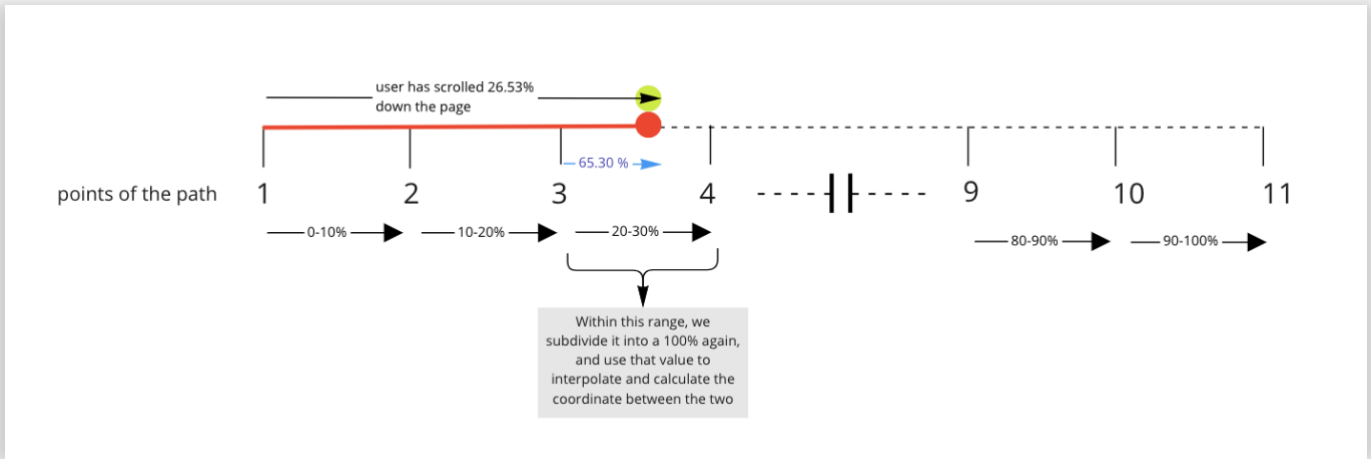 user has scrolled 26.53%
down the page
65.30 %
points of the path 1 2 3 4 9 10 11
0-10% 10-20% 20-30% 80-90% 90-100%
Within this range, we
subdivide it into a 100% again,
and use that value to
interpolate and calculate the
coordinate between the two